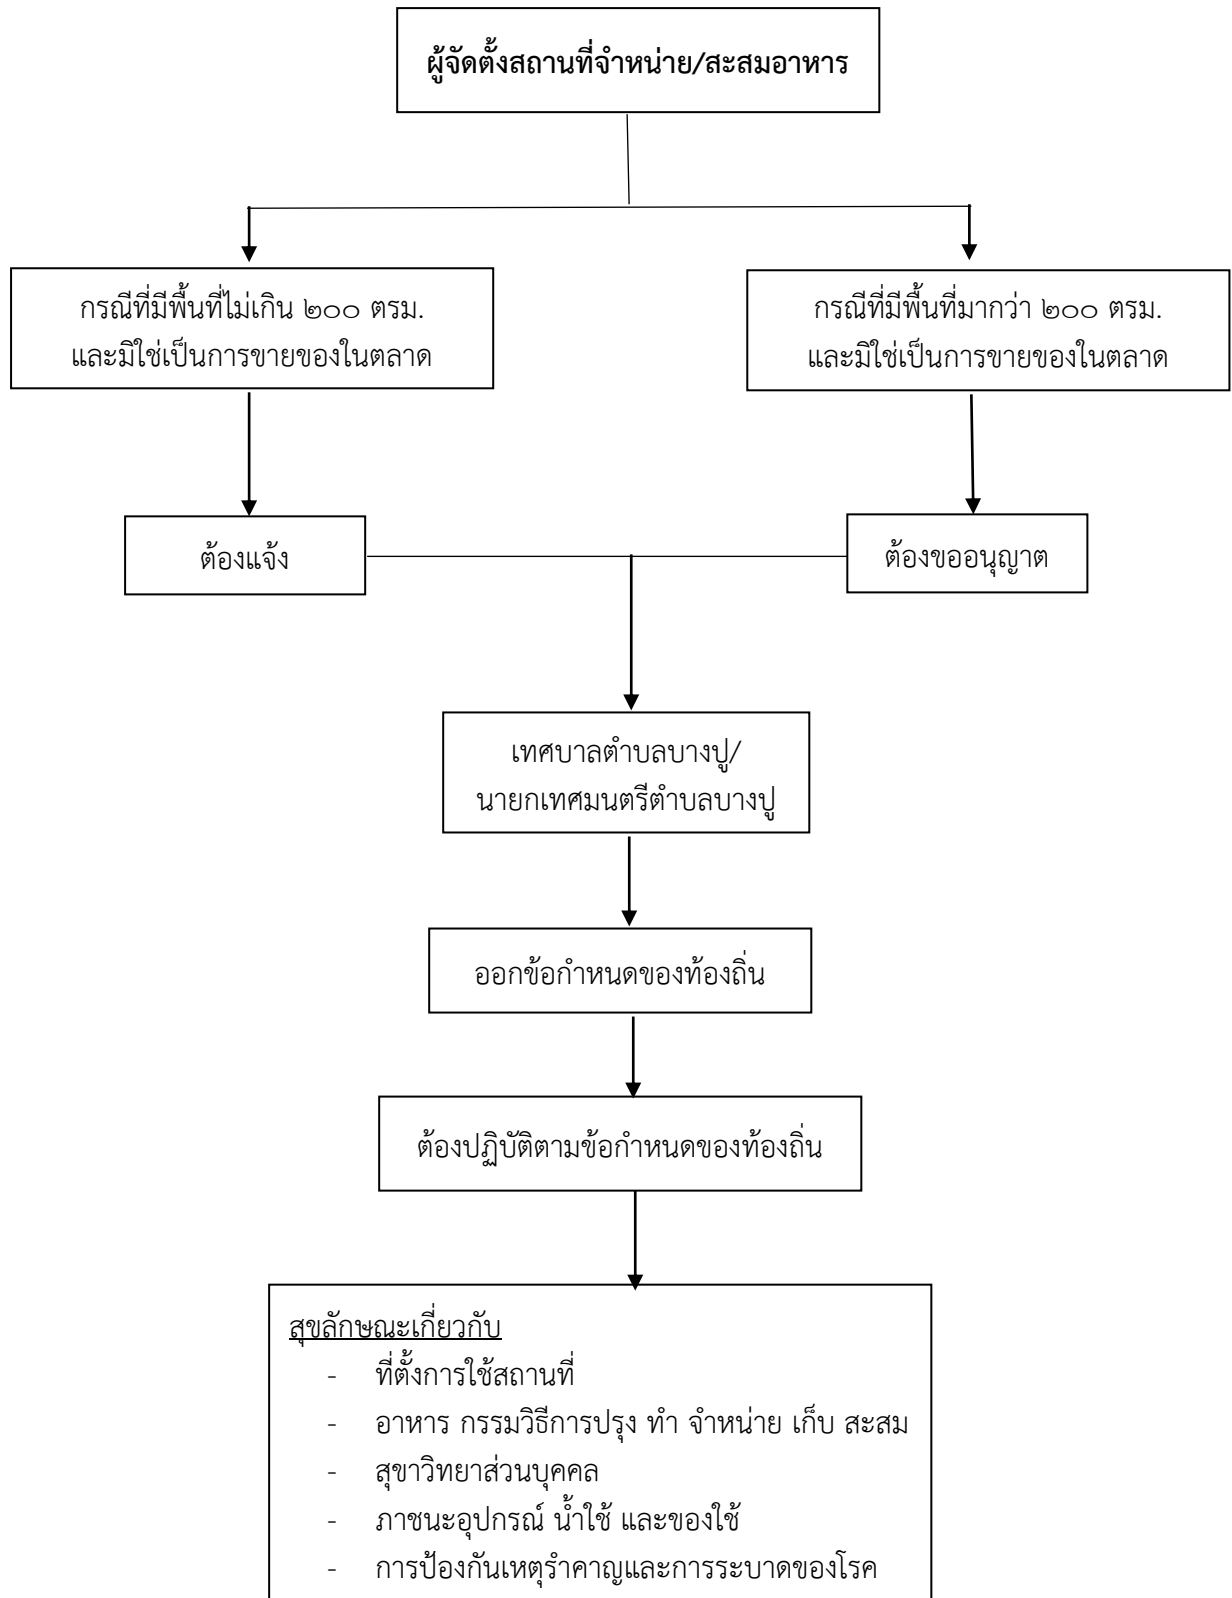 ผู้จัดตั้งสถานที่จำหน่าย/สะสมอาหาร
กรณีที่มีพื้นที่ไม่เกิน ๒๐๐ ตรม.
และมิใช่เป็นการขายของในตลาด
กรณีที่มีพื้นที่มากว่า ๒๐๐ ตรม.
และมิใช่เป็นการขายของในตลาด
ต้องแจ้ง
ต้องขออนุญาต
เทศบาลตำบลบางปู/
นายกเทศมนตรีตำบลบางปู
ออกข้อกำหนดของท้องถิ่น
ต้องปฏิบัติตามข้อกำหนดของท้องถิ่น
สุขลักษณะเกี่ยวกับ
- ที่ตั้งการใช้สถานที่
- อาหาร กรรมวิธีการปรุง ทำ จำหน่าย เก็บ สะสม
- สุขาวิทยาส่วนบุคคล
- ภาชนะอุปกรณ์ น้ำใช้ และของใช้
- การป้องกันเหตุรำคาญและการระบาดของโรค